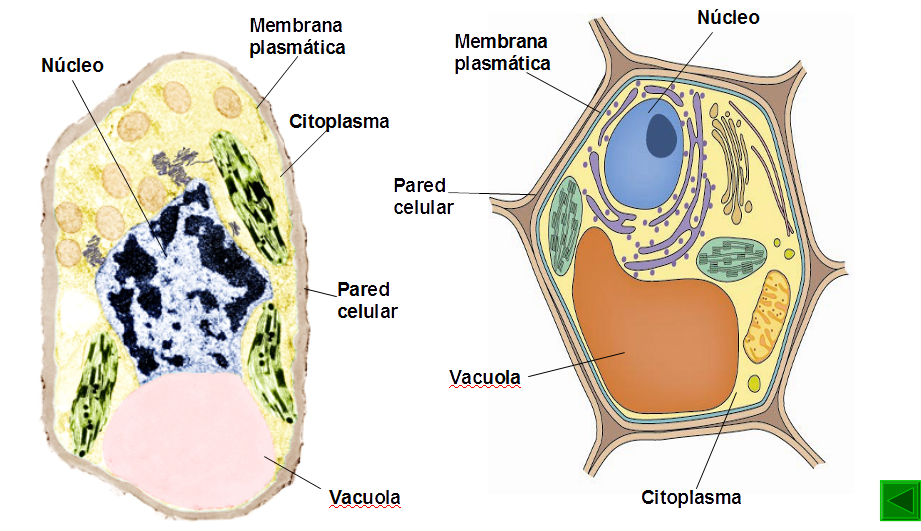 Membrana
plasmática
Núcleo
Citoplasma
Pared
celular
Vacuola
Núcleo
Membrana
plasmática
Pared
celular
Vacuola
Citoplasma